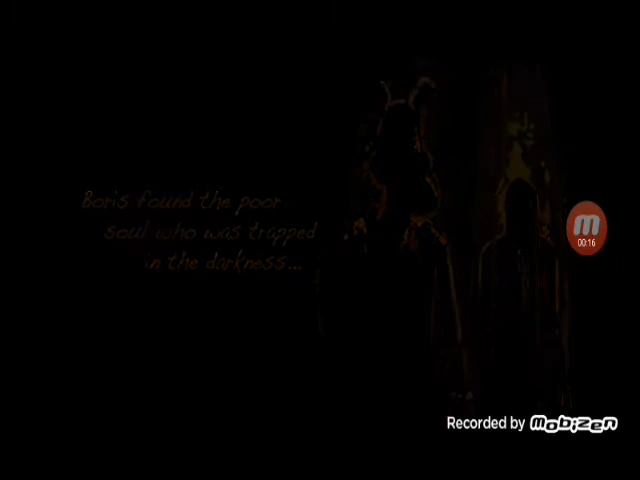 Boris found the poor
soul who was trapped
in the darkness...
00:16
Recorded by mobizen